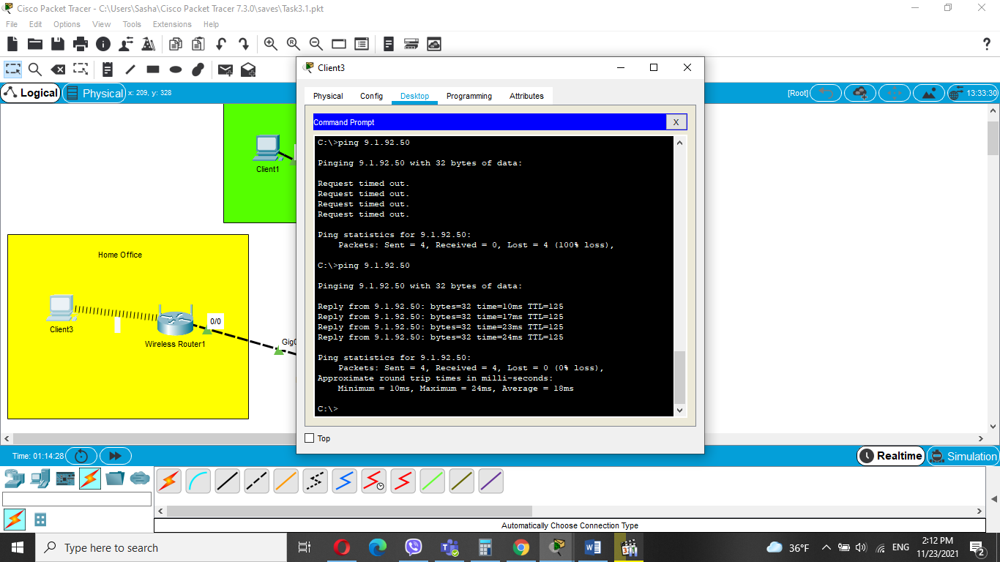 Cisco Packet Tracer - C:\Users\Sasha\Cisco Packet Tracer 7.3.0\saves\Task3.1.pkt
File Edit Options View Tools Extensions Help
Client3
Physical Config Desktop Programming Attributes
Logical Physical x: 209, y: 328
[Root] 13:33:30
Command Prompt X
C:\>ping 9.1.92.50
Pinging 9.1.92.50 with 32 bytes of data:
Request timed out.
Request timed out.
Request timed out.
Request timed out.
Ping statistics for 9.1.92.50:
Packets: Sent = 4, Received = 0, Lost = 4 (100% loss),
C:\>ping 9.1.92.50
Pinging 9.1.92.50 with 32 bytes of data:
Reply from 9.1.92.50: bytes=32 time=10ms TTL=125
Reply from 9.1.92.50: bytes=32 time=17ms TTL=125
Reply from 9.1.92.50: bytes=32 time=23ms TTL=125
Reply from 9.1.92.50: bytes=32 time=24ms TTL=125
Ping statistics for 9.1.92.50:
Packets: Sent = 4, Received = 4, Lost = 0 (0% loss),
Approximate round trip times in milli-seconds:
Minimum = 10ms, Maximum = 24ms, Average = 18ms
C:\>
Top
Client1
Home Office
Client3
0/0
Wireless Router1
Time: 01:14:28
Realtime Simulation
Automatically Choose Connection Type
Type here to search
36°F
ENG
2:12 PM
11/23/2021
2